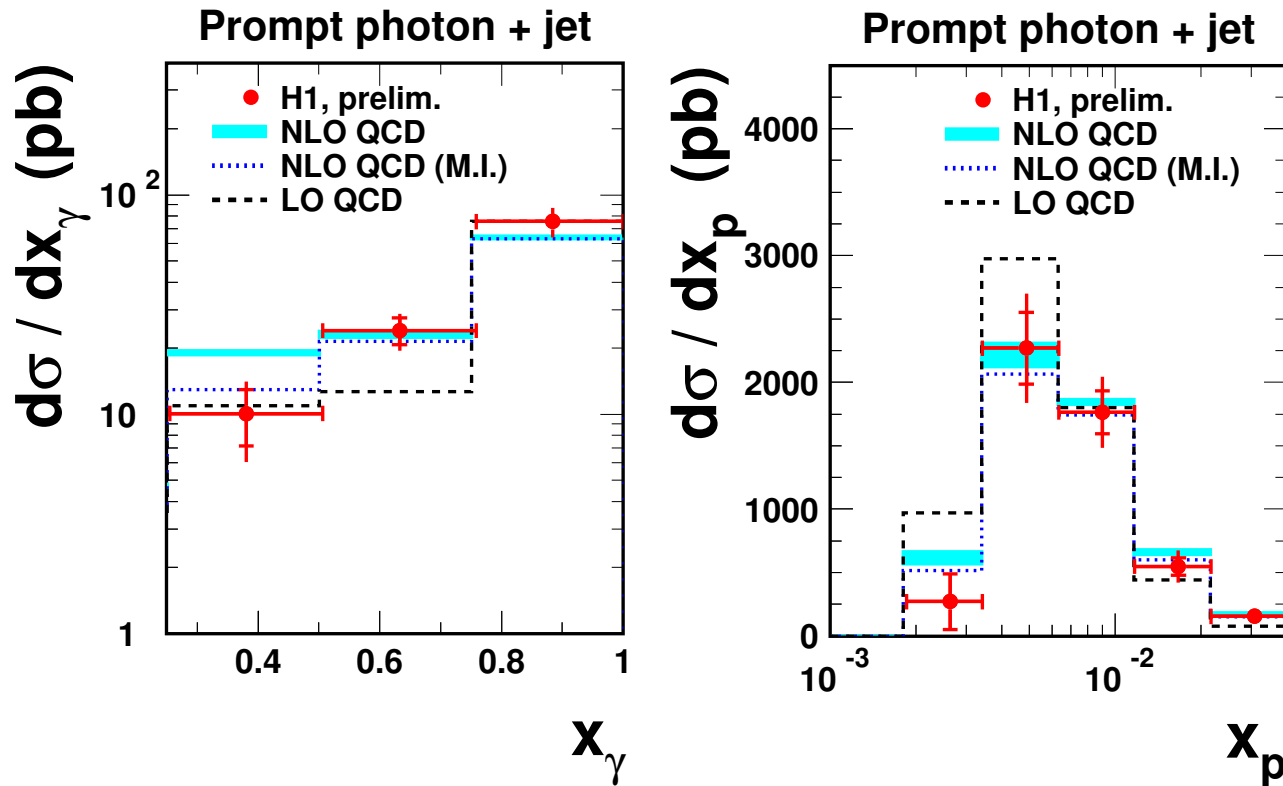 Prompt photon + jet
dσ / dx_γ (pb)
H1, prelim.
NLO QCD
NLO QCD (M.I.)
LO QCD
10^2
10
1
0.4
0.6
0.8
1
x_γ
Prompt photon + jet
dσ / dx_p (pb)
H1, prelim.
NLO QCD
NLO QCD (M.I.)
LO QCD
4000
3000
2000
1000
0
10^-3
10^-2
x_p